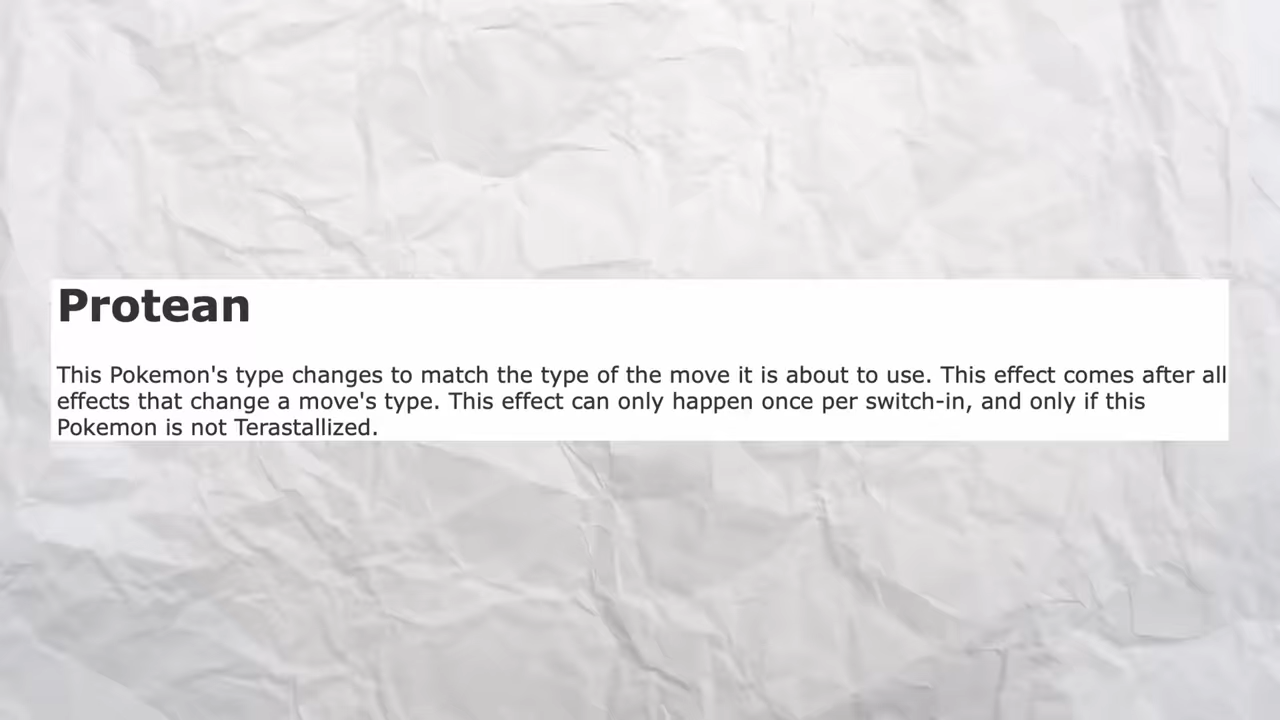 Protean
This Pokemon's type changes to match the type of the move it is about to use. This effect comes after all
effects that change a move's type. This effect can only happen once per switch-in, and only if this
Pokemon is not Terastallized.